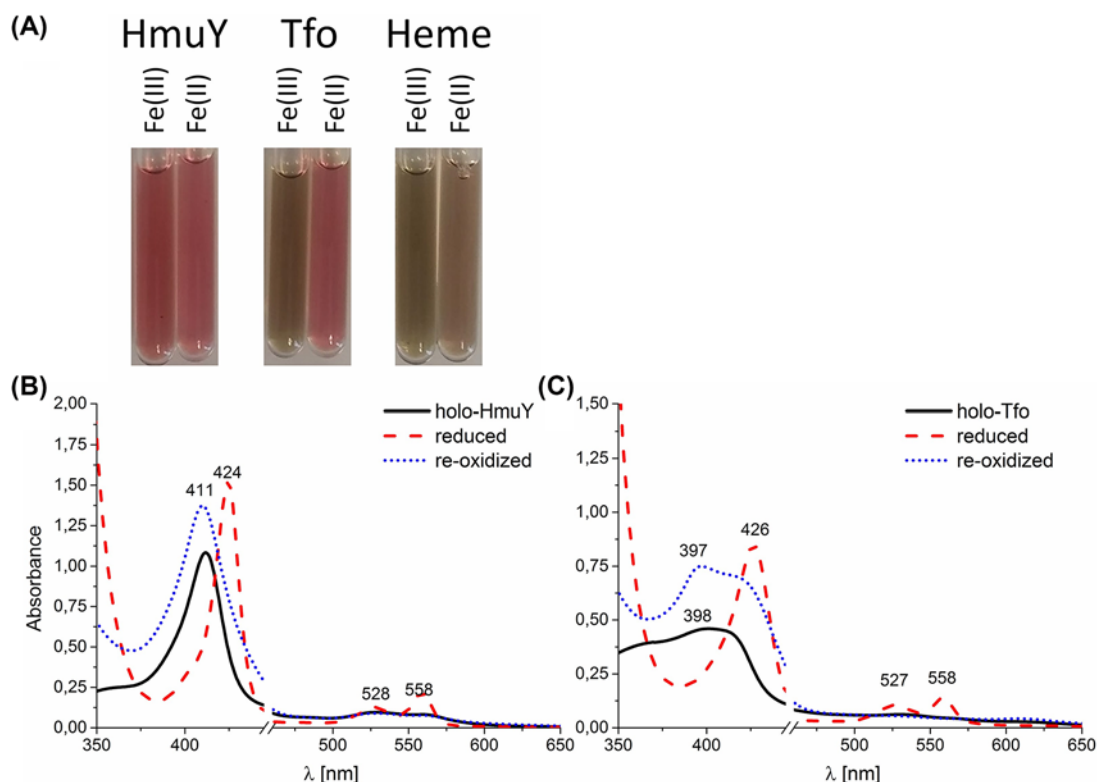 (A)
HmuY Tfo Heme
Fe(III) Fe(II) Fe(III) Fe(II) Fe(III) Fe(II)
(B)
2,00
1,75
1,50
1,25
1,00
0,75
0,50
0,25
0,00
Absorbance
holo-HmuY
reduced
re-oxidized
411
424
528
558
350 400 500 550 600 650
λ [nm]
(C)
1,50
1,25
1,00
0,75
0,50
0,25
0,00
holo-Tfo
reduced
re-oxidized
397
426
398
527
558
350 400 500 550 600 650
λ [nm]